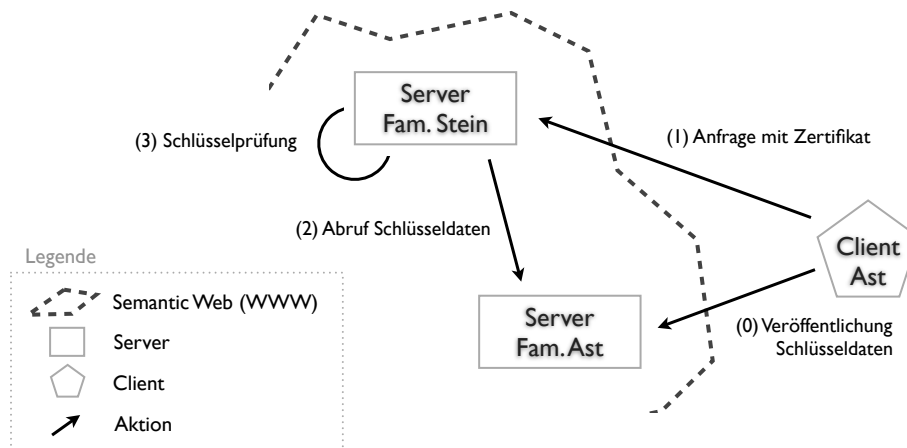 Server
Fam. Stein
(3) Schlüsselprüfung
(1) Anfrage mit Zertifikat
(2) Abruf Schlüsseldaten
Client
Ast
Server
Fam. Ast
(0) Veröffentlichung
Schlüsseldaten
Legende
Semantic Web (WWW)
Server
Client
Aktion